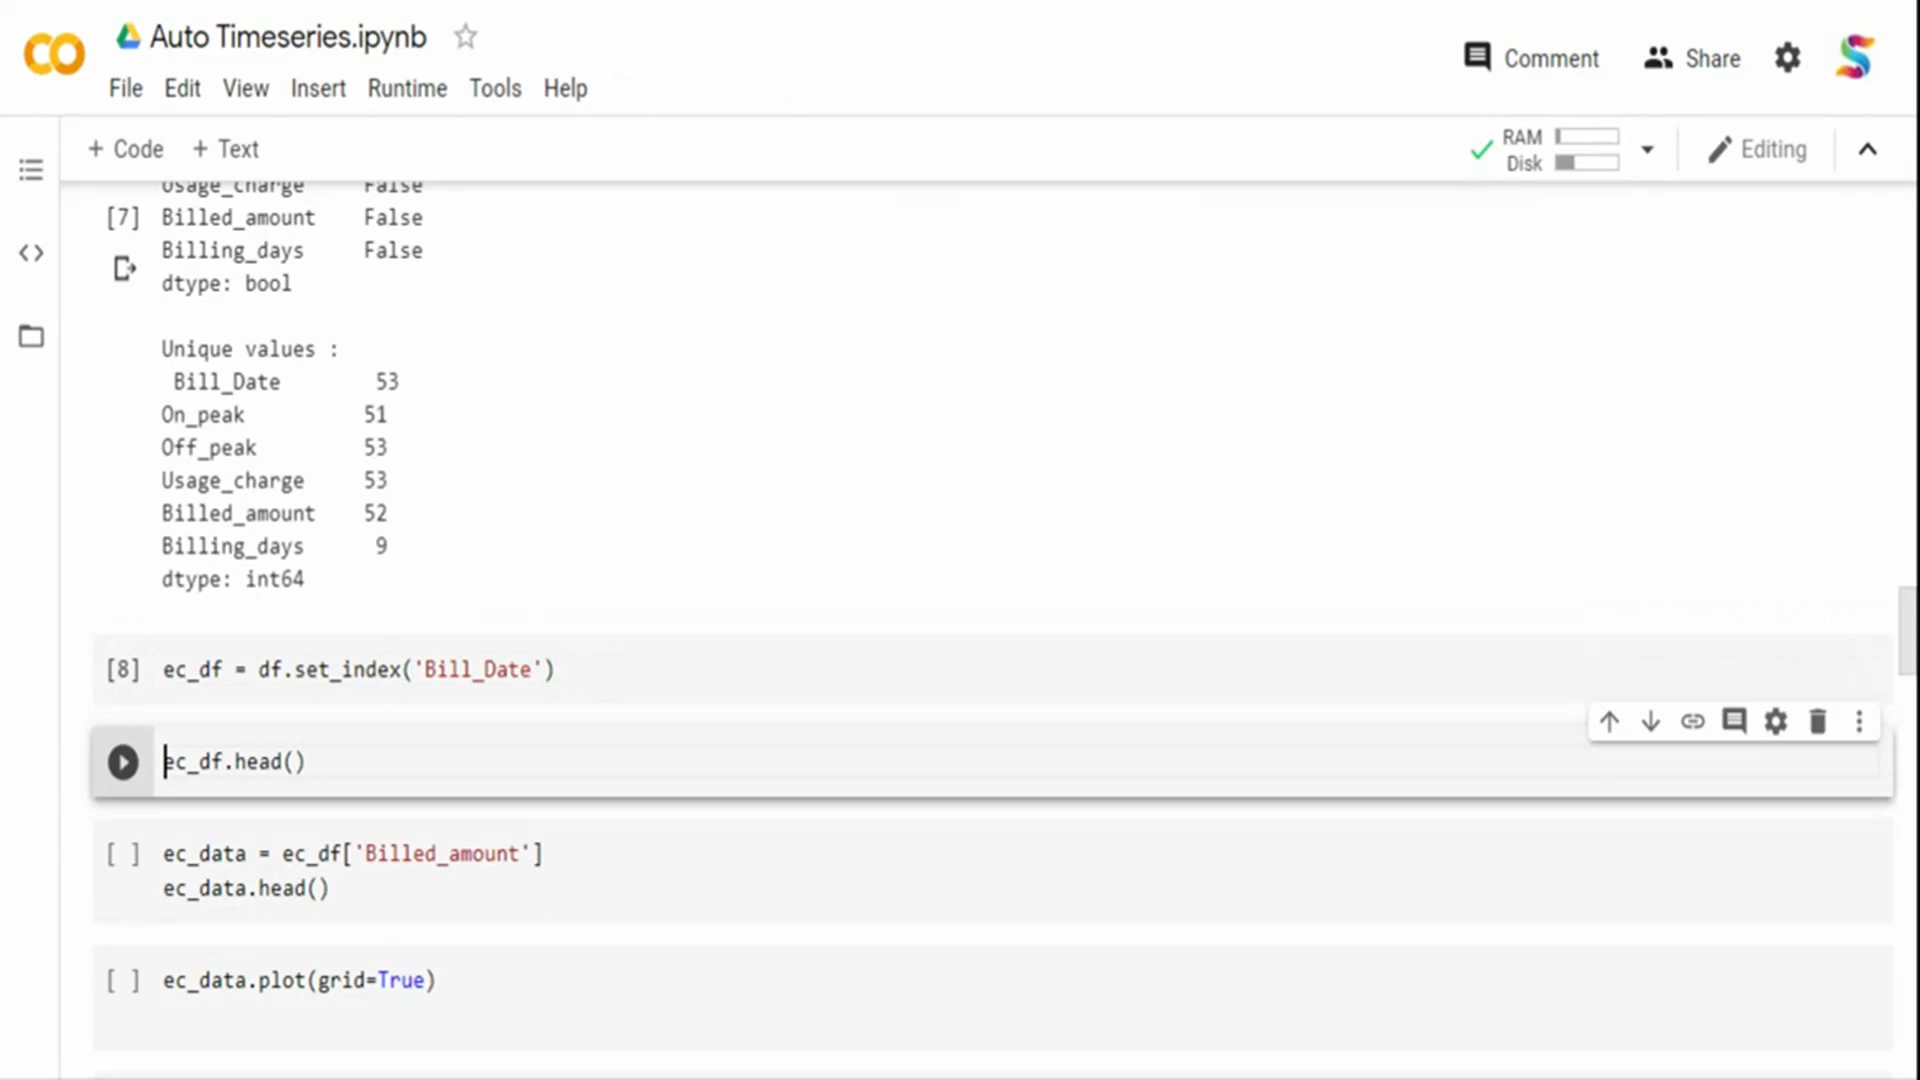 Auto Timeseries.ipynb
Comment
Share
File Edit View Insert Runtime Tools Help
+ Code + Text
RAM
Disk
Editing
Usage_charge False
[7] Billed_amount False
Billing_days False
dtype: bool
Unique values :
Bill_Date 53
On_peak 51
Off_peak 53
Usage_charge 53
Billed_amount 52
Billing_days 9
dtype: int64
[8] ec_df = df.set_index('Bill_Date')
ec_df.head()
[ ] ec_data = ec_df['Billed_amount']
ec_data.head()
[ ] ec_data.plot(grid=True)